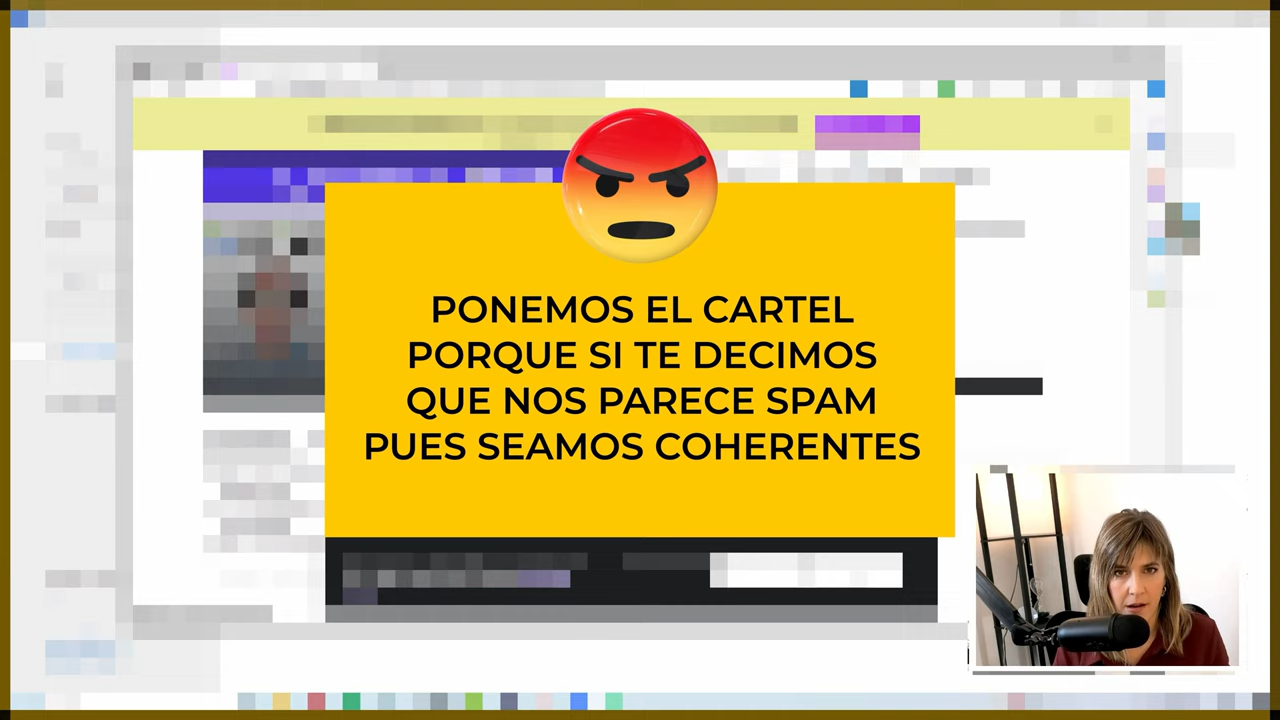 PONEMOS EL CARTEL
PORQUE SI TE DECIMOS
QUE NOS PARECE SPAM
PUES SEAMOS COHERENTES